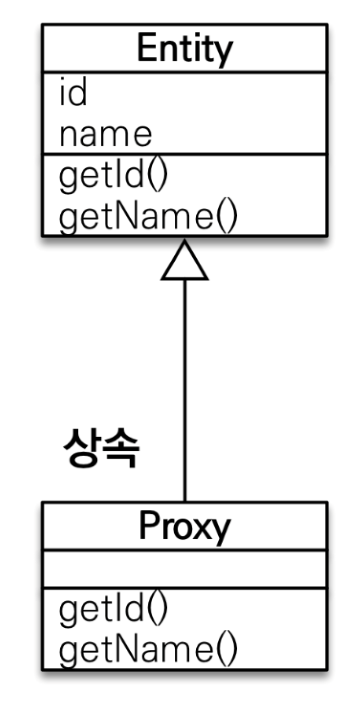 Entity
id
name
getId()
getName()
상속
Proxy
getId()
getName()